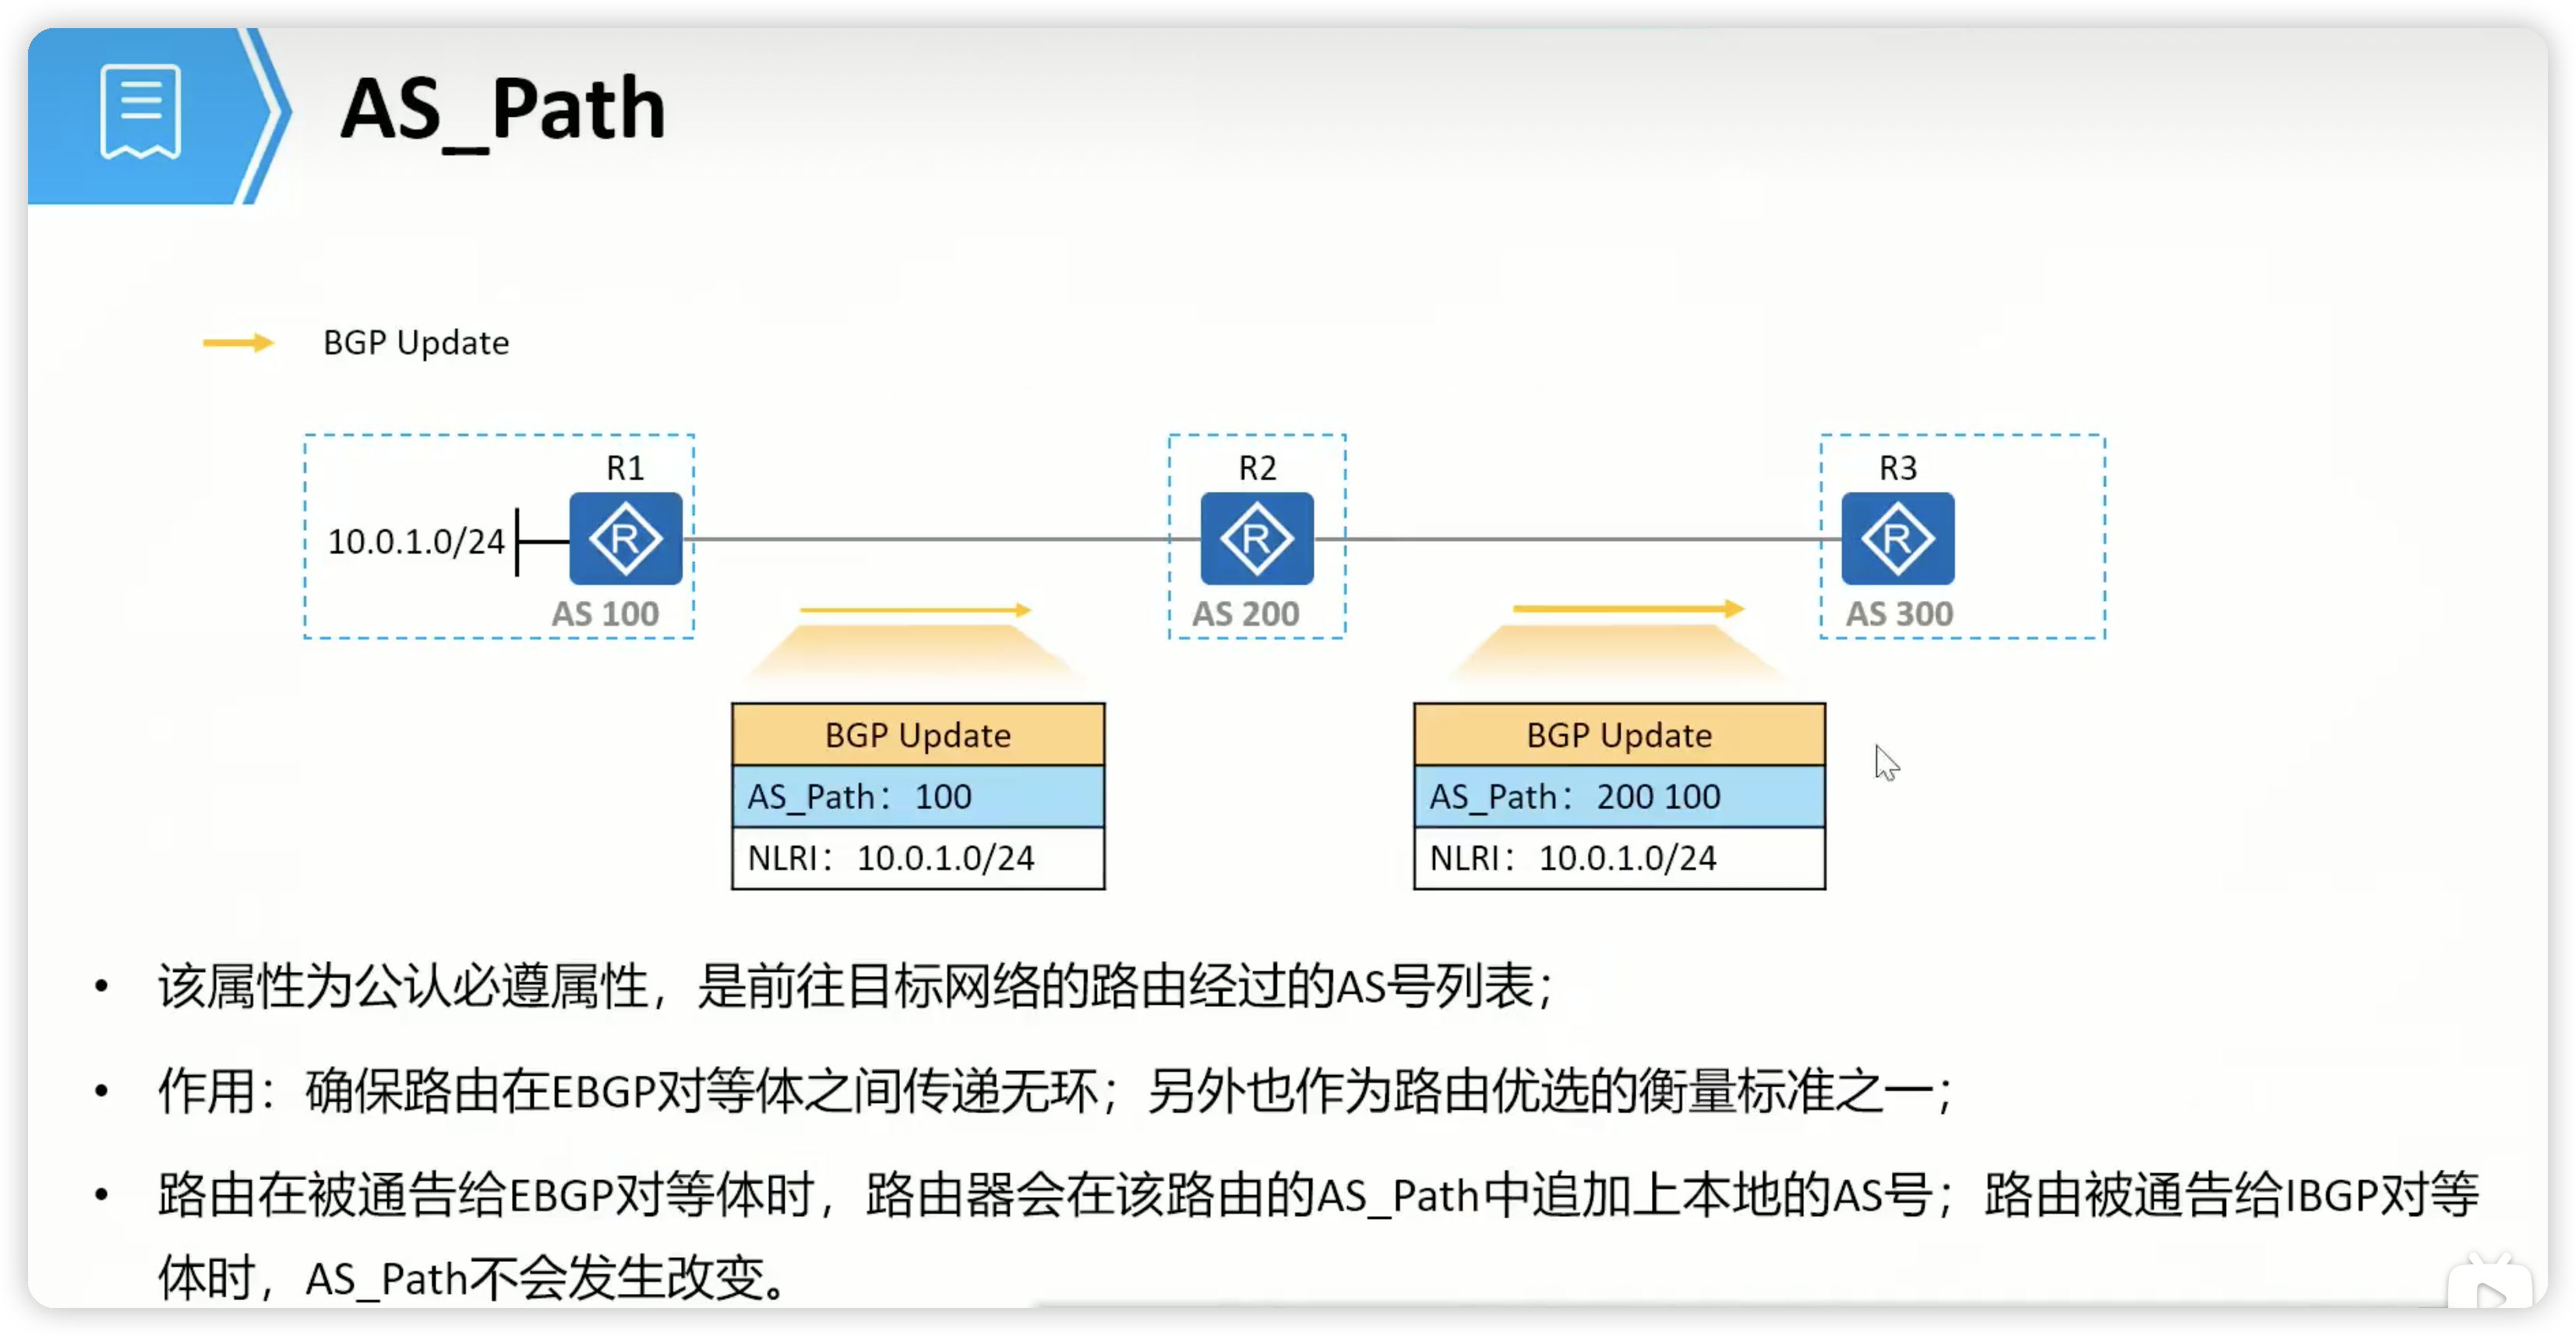 AS_Path
BGP Update
R1
R2
R3
10.0.1.0/24
AS 100
AS 200
AS 300
BGP Update
AS_Path：100
NLRI：10.0.1.0/24
BGP Update
AS_Path：200 100
NLRI：10.0.1.0/24
• 该属性为公认必遵属性，是前往目标网络的路由经过的AS号列表；
• 作用：确保路由在EBGP对等体之间传递无环；另外也作为路由优选的衡量标准之一；
• 路由在被通告给EBGP对等体时，路由器会在该路由的AS_Path中追加上本地的AS号；路由被通告给IBGP对等
体时，AS_Path不会发生改变。